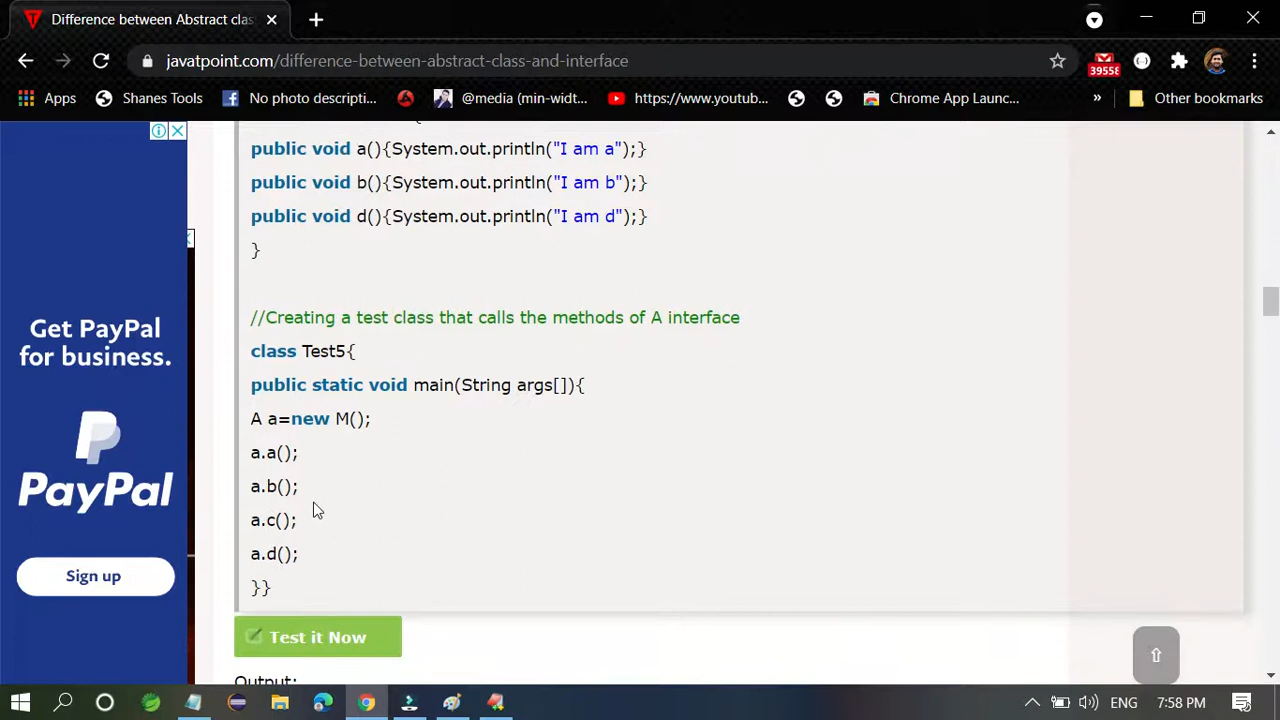 Difference between Abstract clas
javatpoint.com/difference-between-abstract-class-and-interface
39558
Apps
Shanes Tools
No photo descripti...
@media (min-widt...
https://www.youtub...
Chrome App Launc...
»
Other bookmarks
public void a(){System.out.println("I am a");}
public void b(){System.out.println("I am b");}
public void d(){System.out.println("I am d");}
}
//Creating a test class that calls the methods of A interface
class Test5{
public static void main(String args[]){
A a=new M();
a.a();
a.b();
a.c();
a.d();
}}
Test it Now
Output:
Get PayPal
for business.
PayPal
Sign up
ENG
7:58 PM